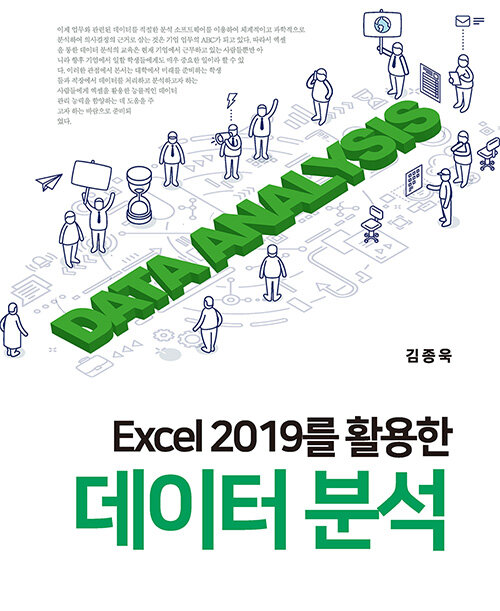 이제 업무와 관련된 데이터를 적절한 분석 소프트웨어를 이용하여 체계적이고 과학적으로
분석하여 의사결정의 근거로 삼는 것은 기업 업무의 ABC가 되고 있다. 따라서 엑셀
을 통한 데이터 분석의 교육은 현재 기업에서 근무하고 있는 사람들뿐만 아
니라 향후 기업에서 일할 학생들에게도 매우 중요한 일이라 할 수 있
다. 이러한 관점에서 본서는 대학에서 미래를 준비하는 학생
들과 직장에서 데이터를 처리하고 분석하고자 하는
사람들에게 엑셀을 활용한 능률적인 데이터
관리 능력을 함양하는 데 도움을 주
고자 하는 바람으로 준비되
었다.
DATA ANALYSIS
김종욱
Excel 2019를 활용한
데이터 분석